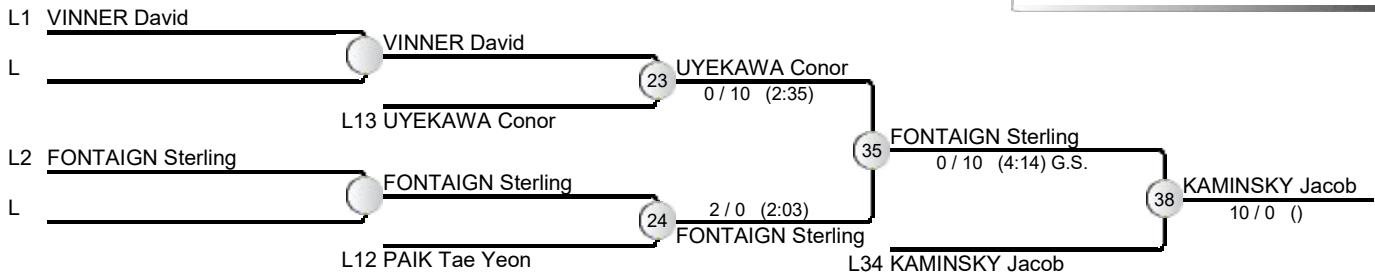 L1 VINNER David
VINNER David
L
23
UYEKAWA Conor
0 / 10 (2:35)
L13 UYEKAWA Conor
L2 FONTAIGN Sterling
35
FONTAIGN Sterling
0 / 10 (4:14) G.S.
FONTAIGN Sterling
L
24
2 / 0 (2:03)
FONTAIGN Sterling
38
KAMINSKY Jacob
10 / 0 ()
L12 PAIK Tae Yeon
L34 KAMINSKY Jacob